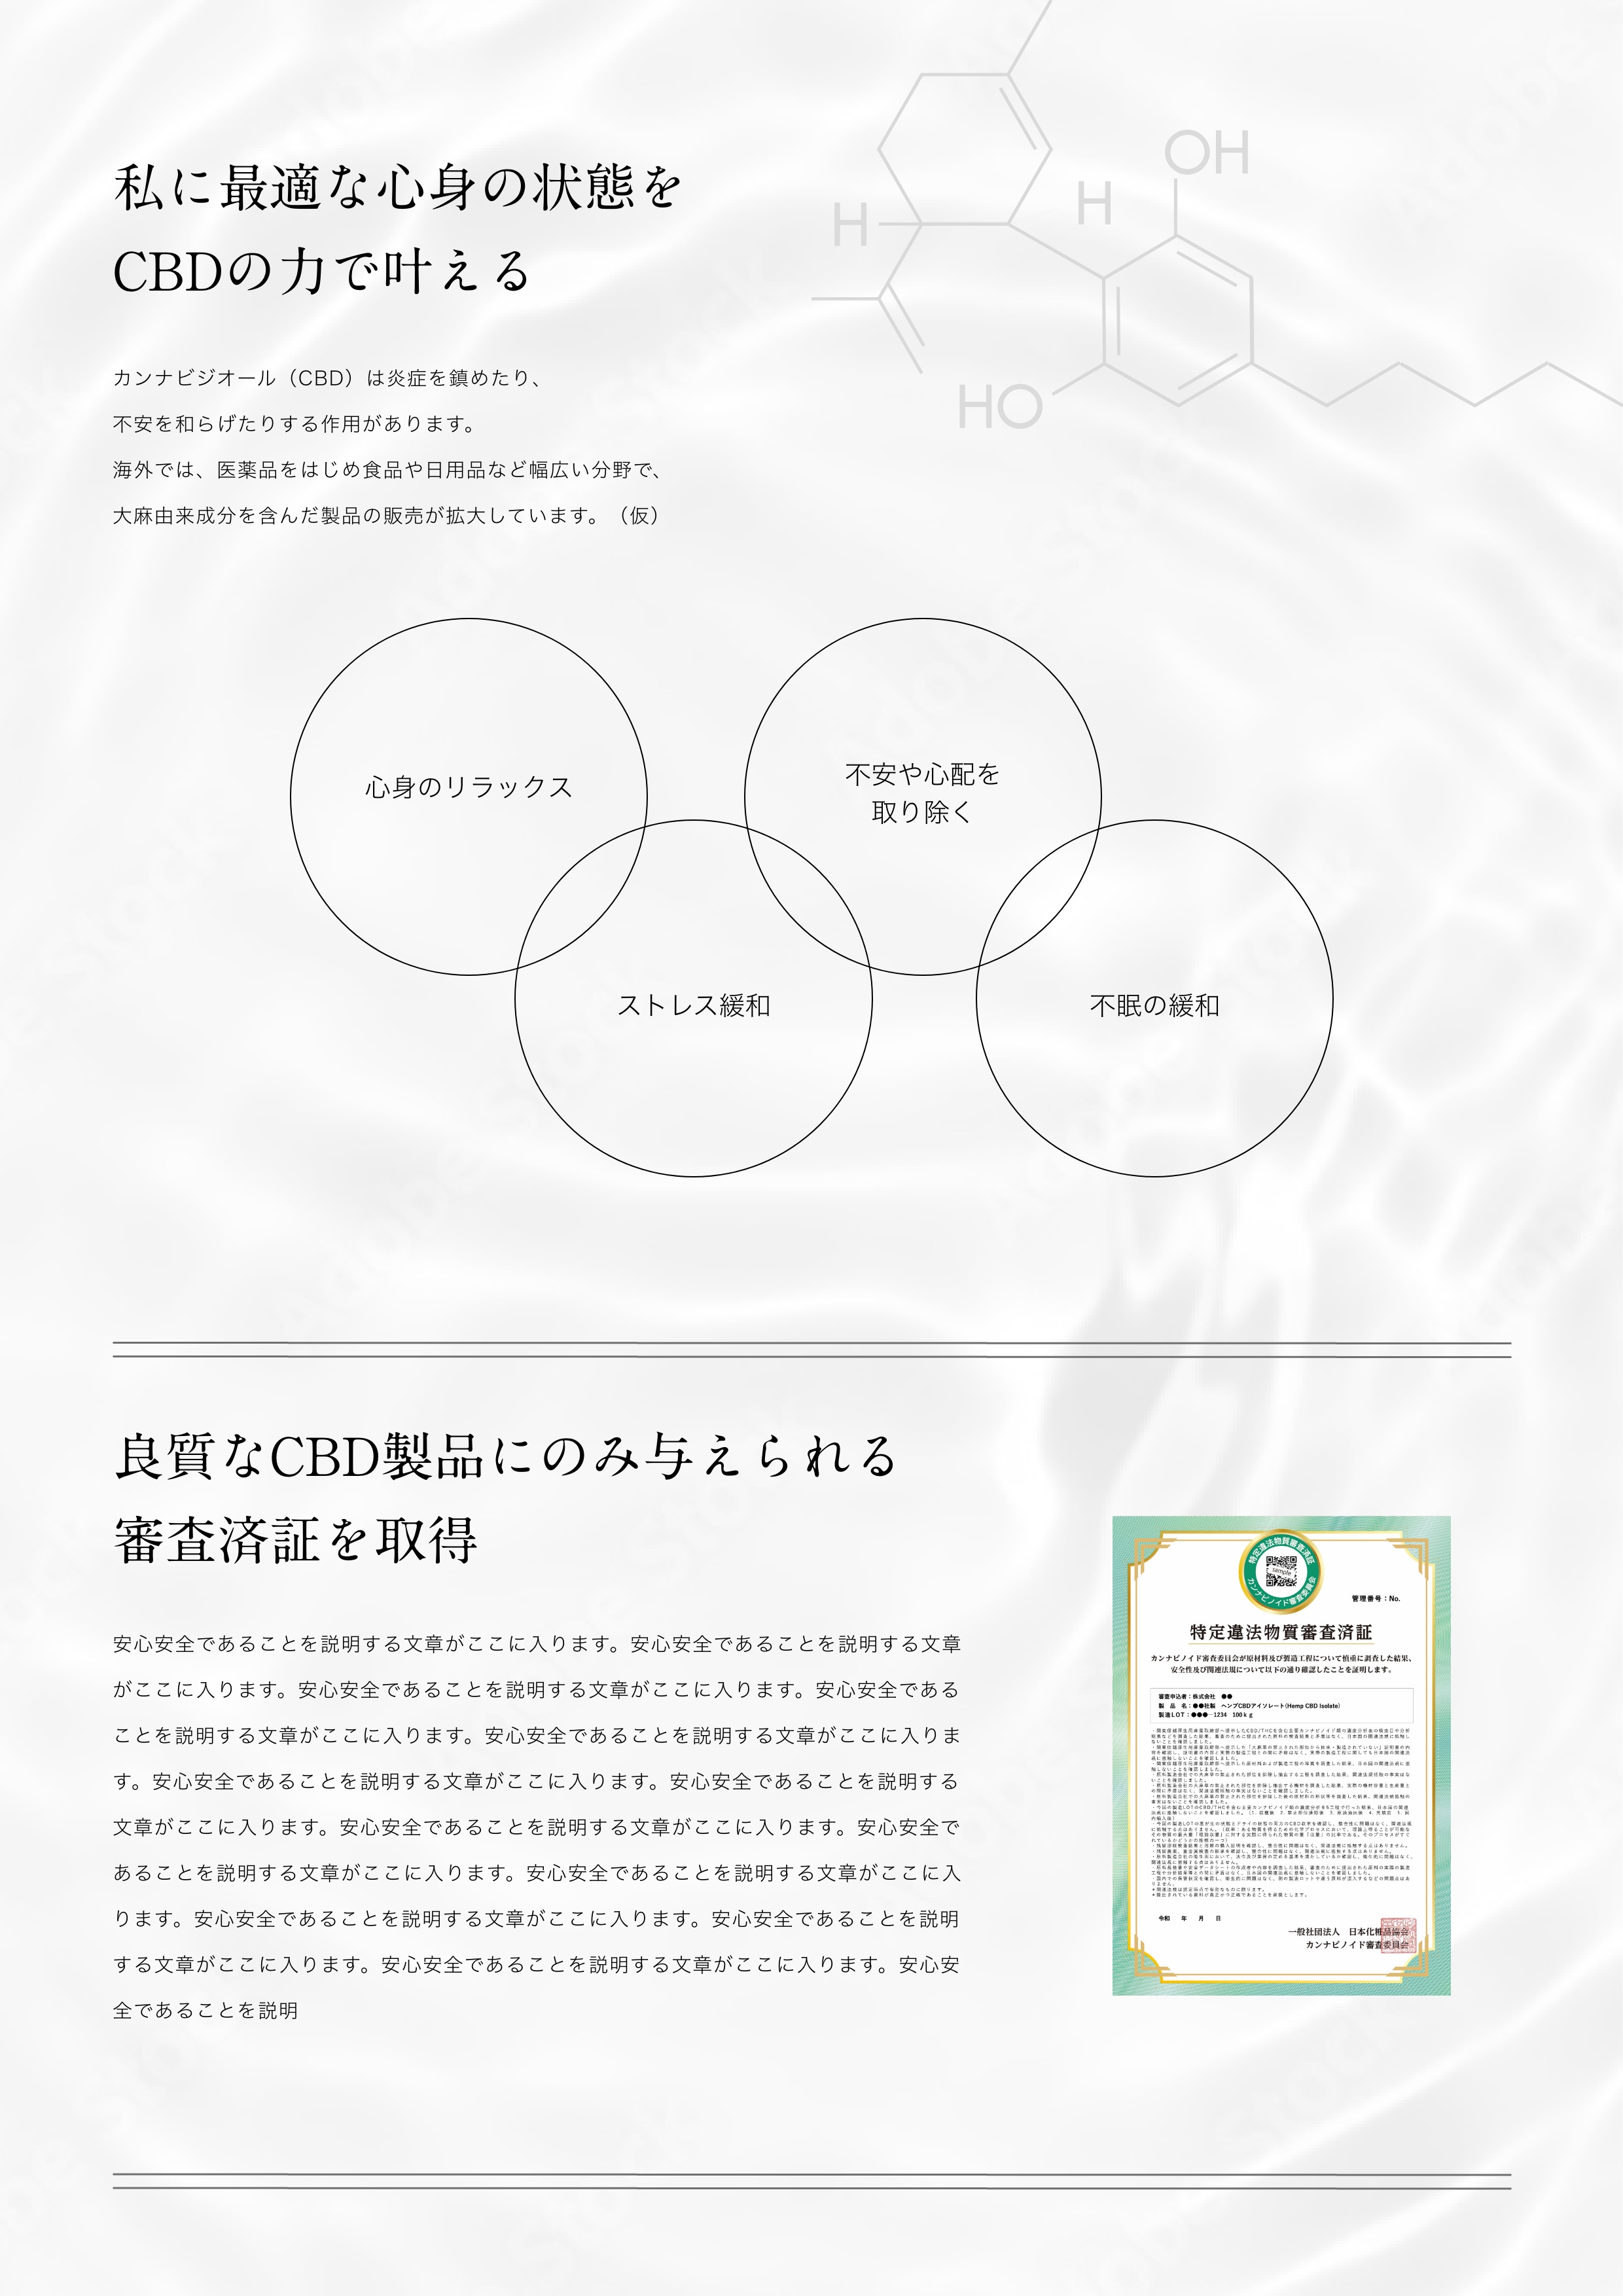 私に最適な心身の状態を
CBDの力で叶える
OH
H
H
HO
カンナビジオール（CBD）は炎症を鎮めたり、
不安を和らげたりする作用があります。
海外では、医薬品をはじめ食品や日用品など幅広い分野で、
大麻由来成分を含んだ製品の販売が拡大しています。（仮）
心身のリラックス
不安や心配を
取り除く
ストレス緩和
不眠の緩和
良質なCBD製品にのみ与えられる
審査済証を取得
安心安全であることを説明する文章がここに入ります。安心安全であることを説明する文章
がここに入ります。安心安全であることを説明する文章がここに入ります。安心安全である
ことを説明する文章がここに入ります。安心安全であることを説明する文章がここに入りま
す。安心安全であることを説明する文章がここに入ります。安心安全であることを説明する
文章がここに入ります。安心安全であることを説明する文章がここに入ります。安心安全で
あることを説明する文章がここに入ります。安心安全であることを説明する文章がここに入
ります。安心安全であることを説明する文章がここに入ります。安心安全であることを説明
する文章がここに入ります。安心安全であることを説明する文章がここに入ります。安心安
全であることを説明
特定違法物質審査済証
sample
カンナビノイド審査委員会
管理番号：No.
特定違法物質審査済証
カンナビノイド審査委員会が原材料及び製造工程について慎重に調査した結果、
安全性及び関連法規について以下の通り確認したことを証明します。
審査申込者：株式会社　●●
製　品　名：●●社製　ヘンプCBDアイソレート(Hemp CBD Isolate)
製造LOT：●●●―1234　100ｋｇ
令和　年　月　日
一般社団法人　日本化粧品協会
カンナビノイド審査委員会